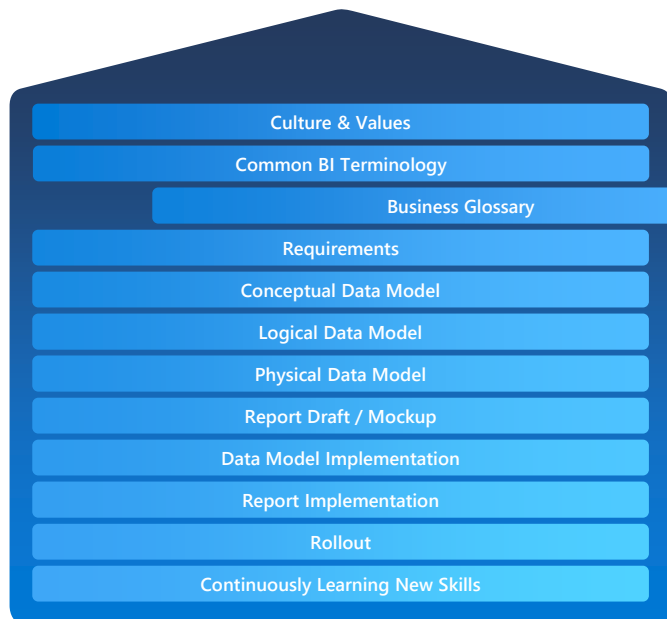 Culture & Values
Common BI Terminology
Business Glossary
Requirements
Conceptual Data Model
Logical Data Model
Physical Data Model
Report Draft / Mockup
Data Model Implementation
Report Implementation
Rollout
Continuously Learning New Skills